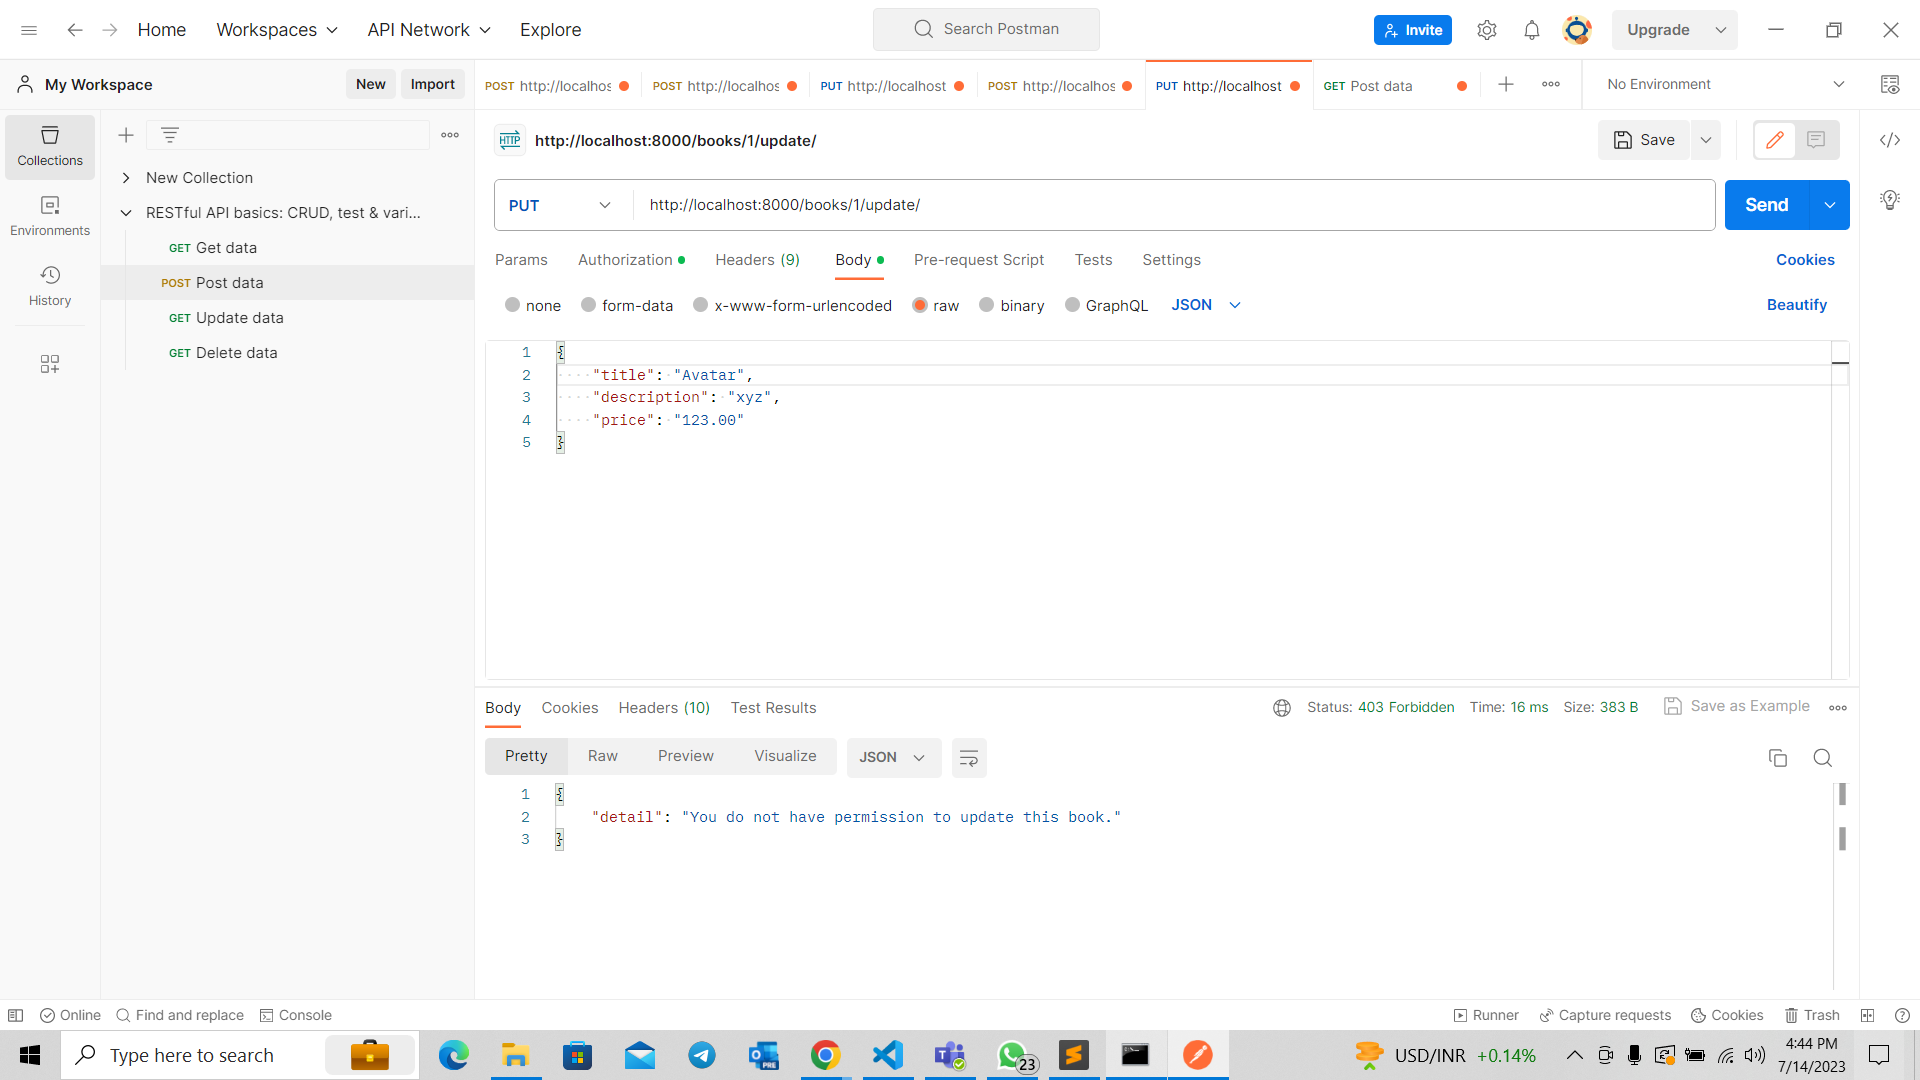 Home
Workspaces
API Network
Explore
Search Postman
Invite
Upgrade
My Workspace
New
Import
POST http://localhos
POST http://localhos
PUT http://localhost
POST http://localhos
PUT http://localhost
GET Post data
No Environment
Collections
Environments
History
New Collection
RESTful API basics: CRUD, test & vari...
GET Get data
POST Post data
GET Update data
GET Delete data
HTTP http://localhost:8000/books/1/update/
Save
PUT
http://localhost:8000/books/1/update/
Send
Params
Authorization
Headers (9)
Body
Pre-request Script
Tests
Settings
Cookies
none
form-data
x-www-form-urlencoded
raw
binary
GraphQL
JSON
Beautify
1 {
2 ····"title":·"Avatar",
3 ····"description":·"xyz",
4 ····"price":·"123.00"
5 }
Body
Cookies
Headers (10)
Test Results
Status: 403 Forbidden
Time: 16 ms
Size: 383 B
Save as Example
Pretty
Raw
Preview
Visualize
JSON
1 {
2 "detail": "You do not have permission to update this book."
3 }
Online
Find and replace
Console
Runner
Capture requests
Cookies
Trash
Type here to search
PRE
23
USD/INR +0.14%
4:44 PM
7/14/2023